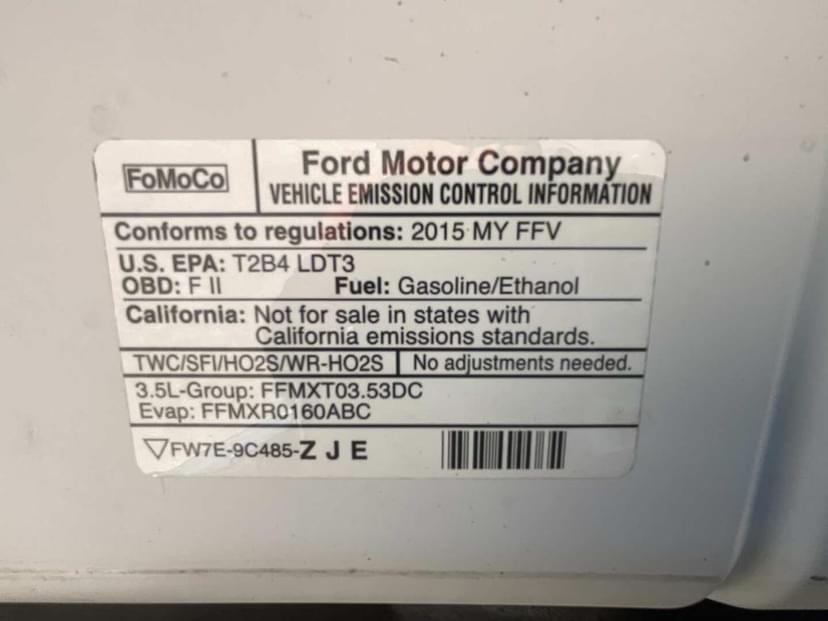 FoMoCo
Ford Motor Company
VEHICLE EMISSION CONTROL INFORMATION
Conforms to regulations: 2015 MY FFV
U.S. EPA: T2B4 LDT3
OBD: F II Fuel: Gasoline/Ethanol
California: Not for sale in states with
California emissions standards.
TWC/SFI/HO2S/WR-HO2S No adjustments needed.
3.5L-Group: FFMXT03.53DC
Evap: FFMXR0160ABC
FW7E-9C485-Z J E